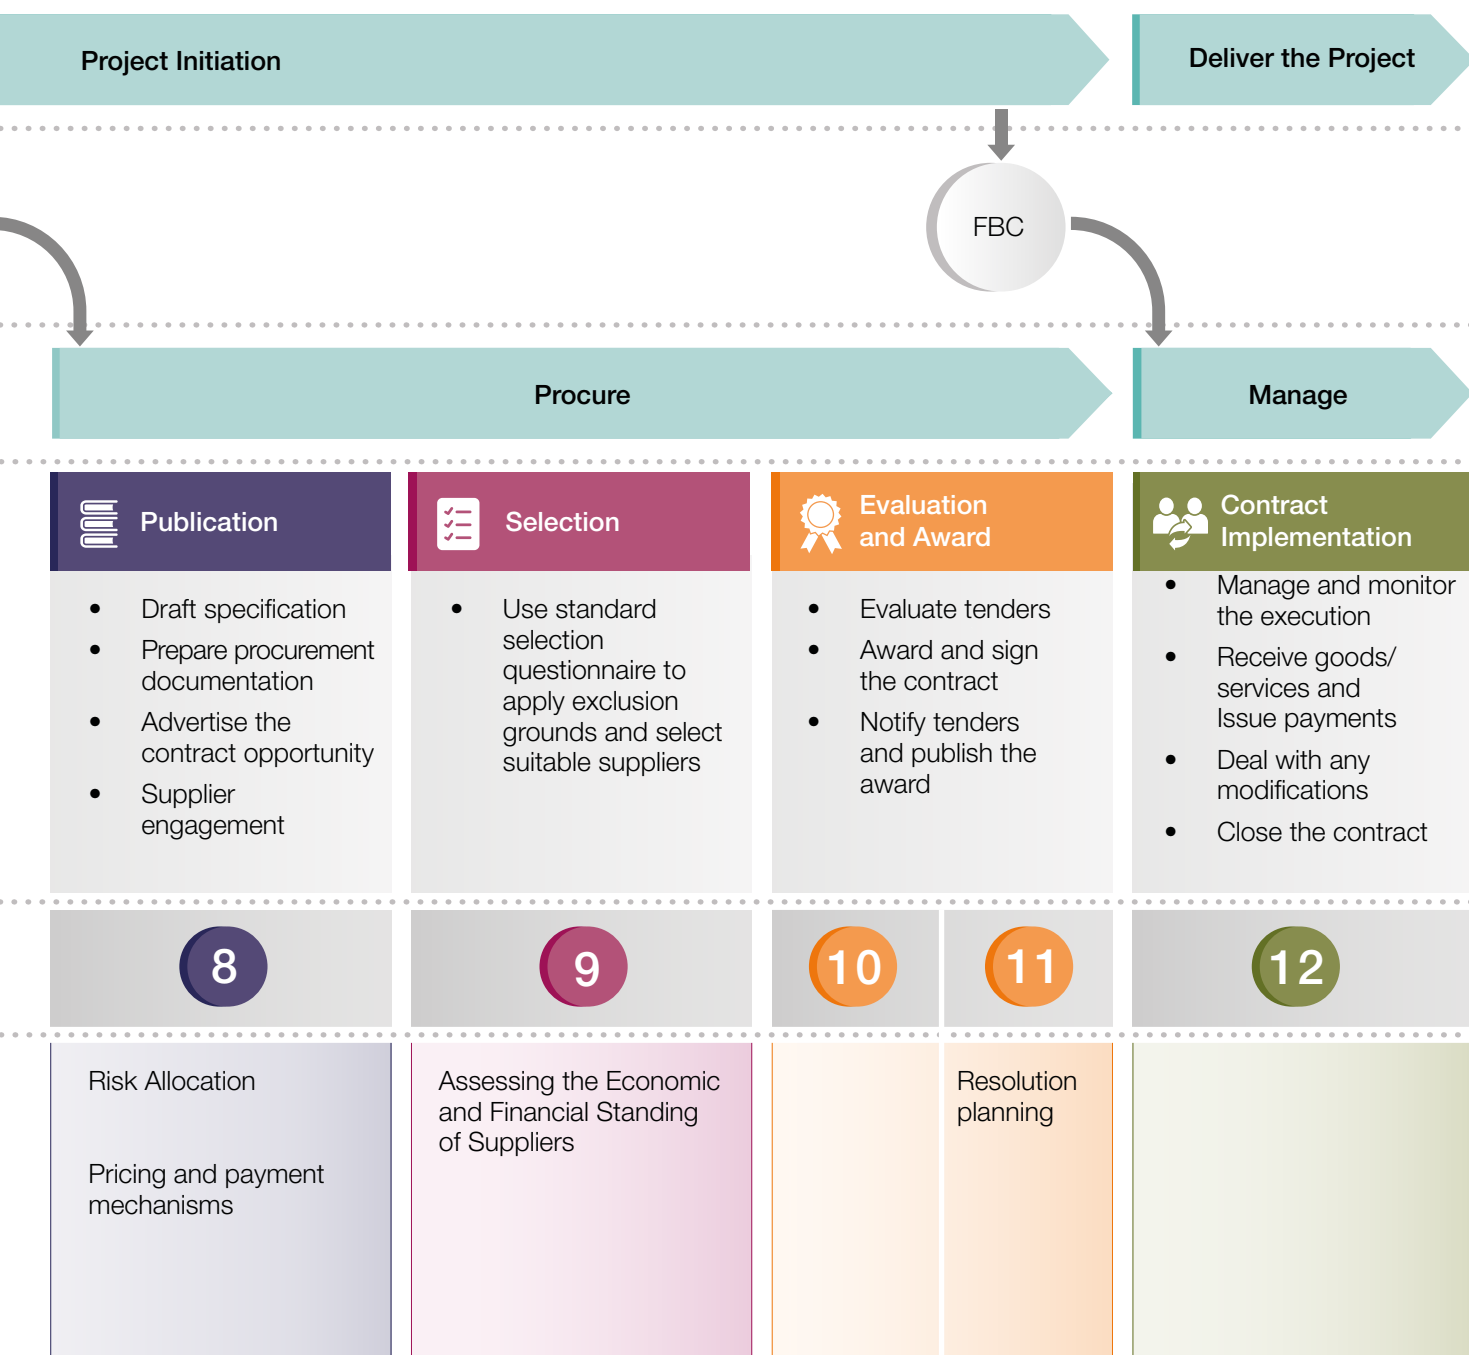 Project Initiation
Deliver the Project
FBC
Procure
Manage
Publication
• Draft specification
• Prepare procurement
documentation
• Advertise the
contract opportunity
• Supplier
engagement
Selection
• Use standard
selection
questionnaire to
apply exclusion
grounds and select
suitable suppliers
Evaluation
and Award
• Evaluate tenders
• Award and sign
the contract
• Notify tenders
and publish the
award
Contract
Implementation
• Manage and monitor
the execution
• Receive goods/
services and
Issue payments
• Deal with any
modifications
• Close the contract
8
9
10
11
12
Risk Allocation
Pricing and payment
mechanisms
Assessing the Economic
and Financial Standing
of Suppliers
Resolution
planning